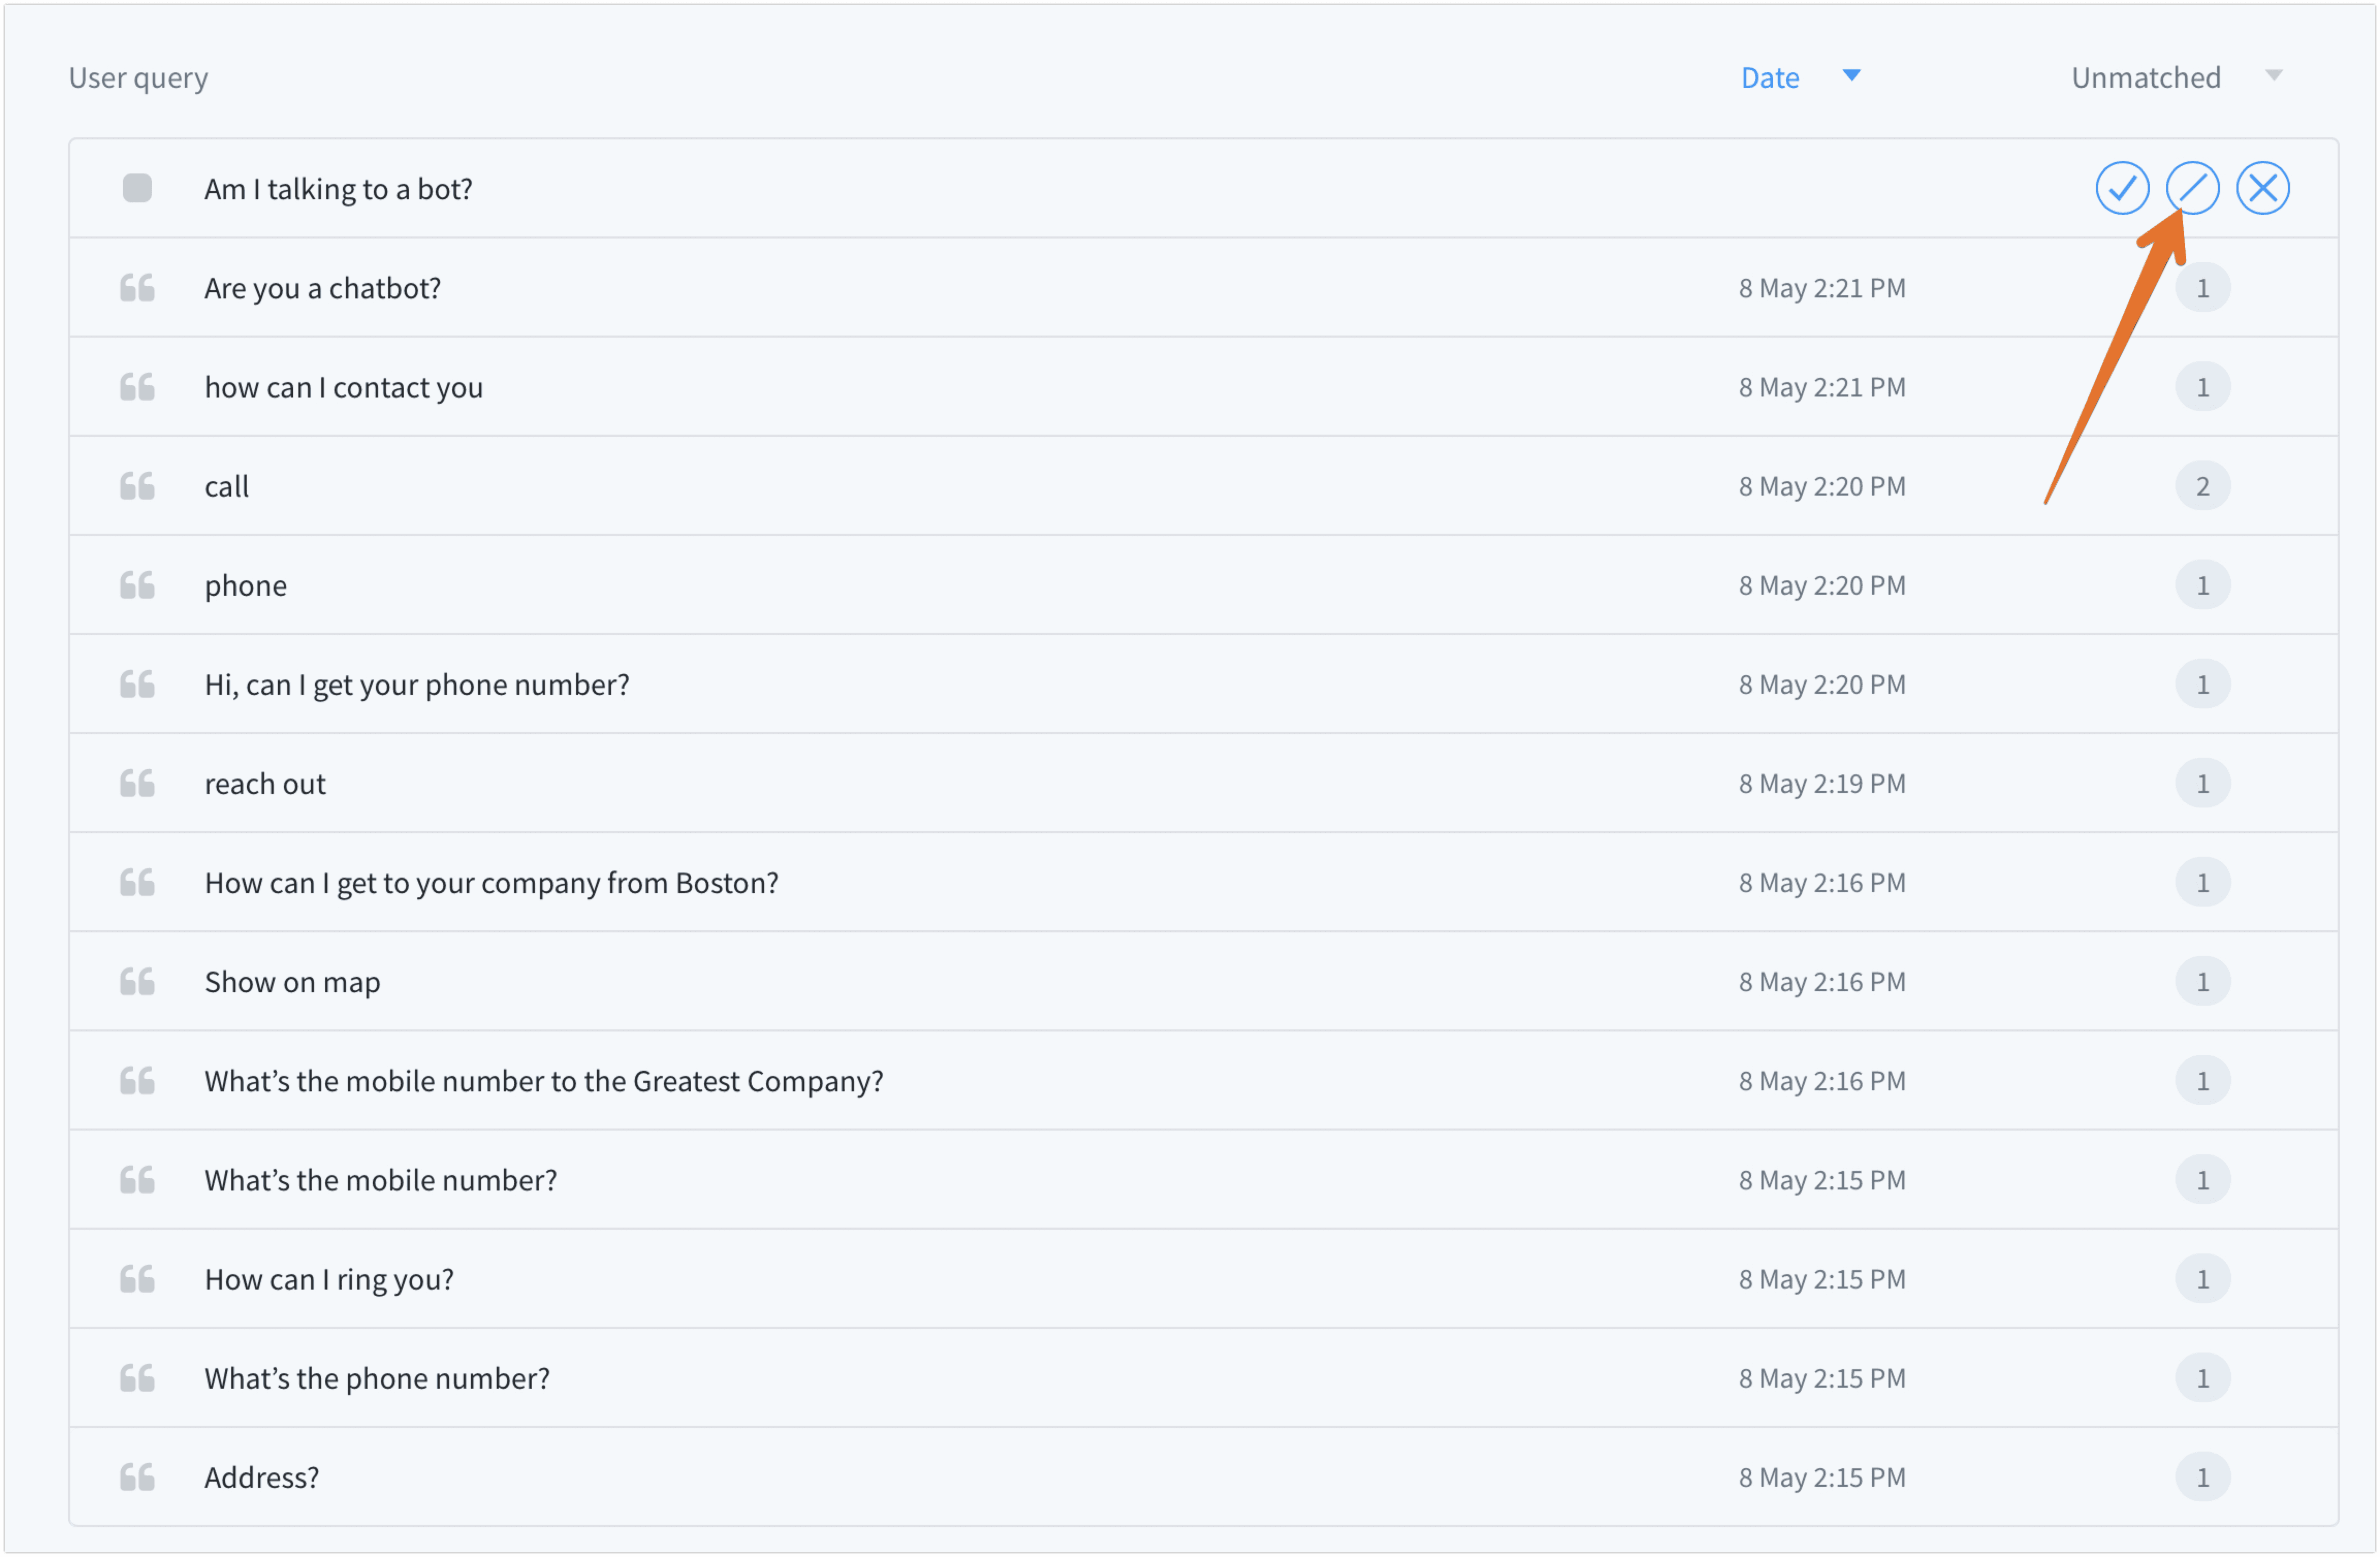 User query Date Unmatched
Am I talking to a bot?
Are you a chatbot? 8 May 2:21 PM 1
how can I contact you 8 May 2:21 PM 1
call 8 May 2:20 PM 2
phone 8 May 2:20 PM 1
Hi, can I get your phone number? 8 May 2:20 PM 1
reach out 8 May 2:19 PM 1
How can I get to your company from Boston? 8 May 2:16 PM 1
Show on map 8 May 2:16 PM 1
What’s the mobile number to the Greatest Company? 8 May 2:16 PM 1
What’s the mobile number? 8 May 2:15 PM 1
How can I ring you? 8 May 2:15 PM 1
What’s the phone number? 8 May 2:15 PM 1
Address? 8 May 2:15 PM 1